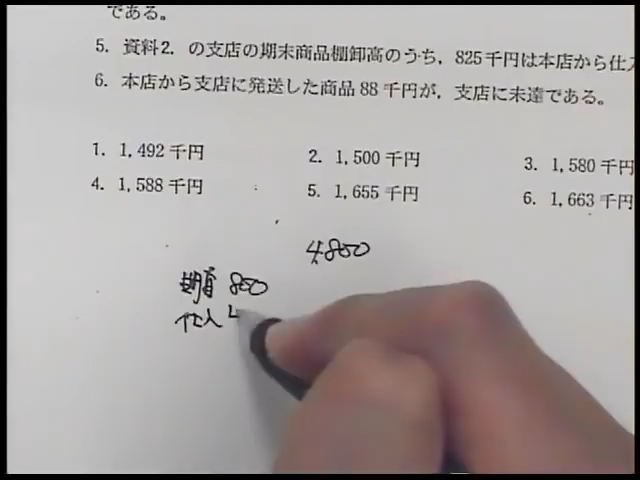 である。
5. 資料2. の支店の期末商品棚卸高のうち, 825千円は本店から仕入
6. 本店から支店に発送した商品88千円が, 支店に未達である。
1. 1,492千円 2. 1,500千円 3. 1,580千円
4. 1,588千円 5. 1,655千円 6. 1,663千円
4,800
期首 800
仕入 4